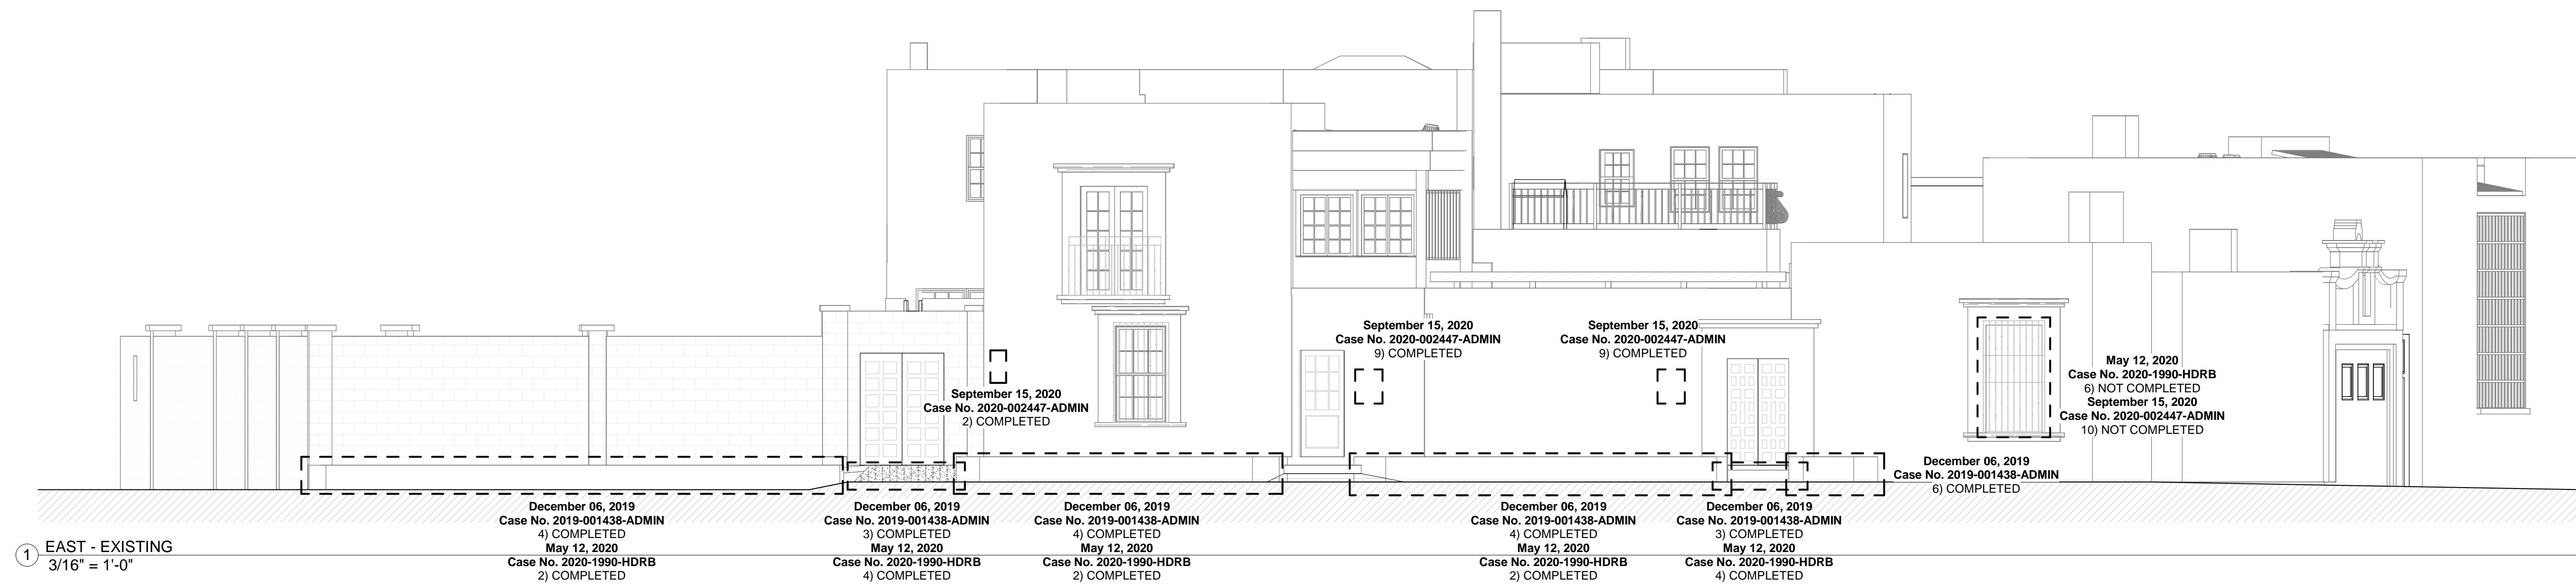 September 15, 2020
Case No. 2020-002447-ADMIN
9) COMPLETED
September 15, 2020
Case No. 2020-002447-ADMIN
9) COMPLETED
May 12, 2020
Case No. 2020-1990-HDRB
6) NOT COMPLETED
September 15, 2020
Case No. 2020-002447-ADMIN
10) NOT COMPLETED
September 15, 2020
Case No. 2020-002447-ADMIN
2) COMPLETED
December 06, 2019
Case No. 2019-001438-ADMIN
6) COMPLETED
December 06, 2019
Case No. 2019-001438-ADMIN
4) COMPLETED
May 12, 2020
Case No. 2020-1990-HDRB
2) COMPLETED
December 06, 2019
Case No. 2019-001438-ADMIN
3) COMPLETED
May 12, 2020
Case No. 2020-1990-HDRB
4) COMPLETED
December 06, 2019
Case No. 2019-001438-ADMIN
4) COMPLETED
May 12, 2020
Case No. 2020-1990-HDRB
2) COMPLETED
December 06, 2019
Case No. 2019-001438-ADMIN
4) COMPLETED
May 12, 2020
Case No. 2020-1990-HDRB
2) COMPLETED
December 06, 2019
Case No. 2019-001438-ADMIN
3) COMPLETED
May 12, 2020
Case No. 2020-1990-HDRB
4) COMPLETED
1 EAST - EXISTING
3/16" = 1'-0"